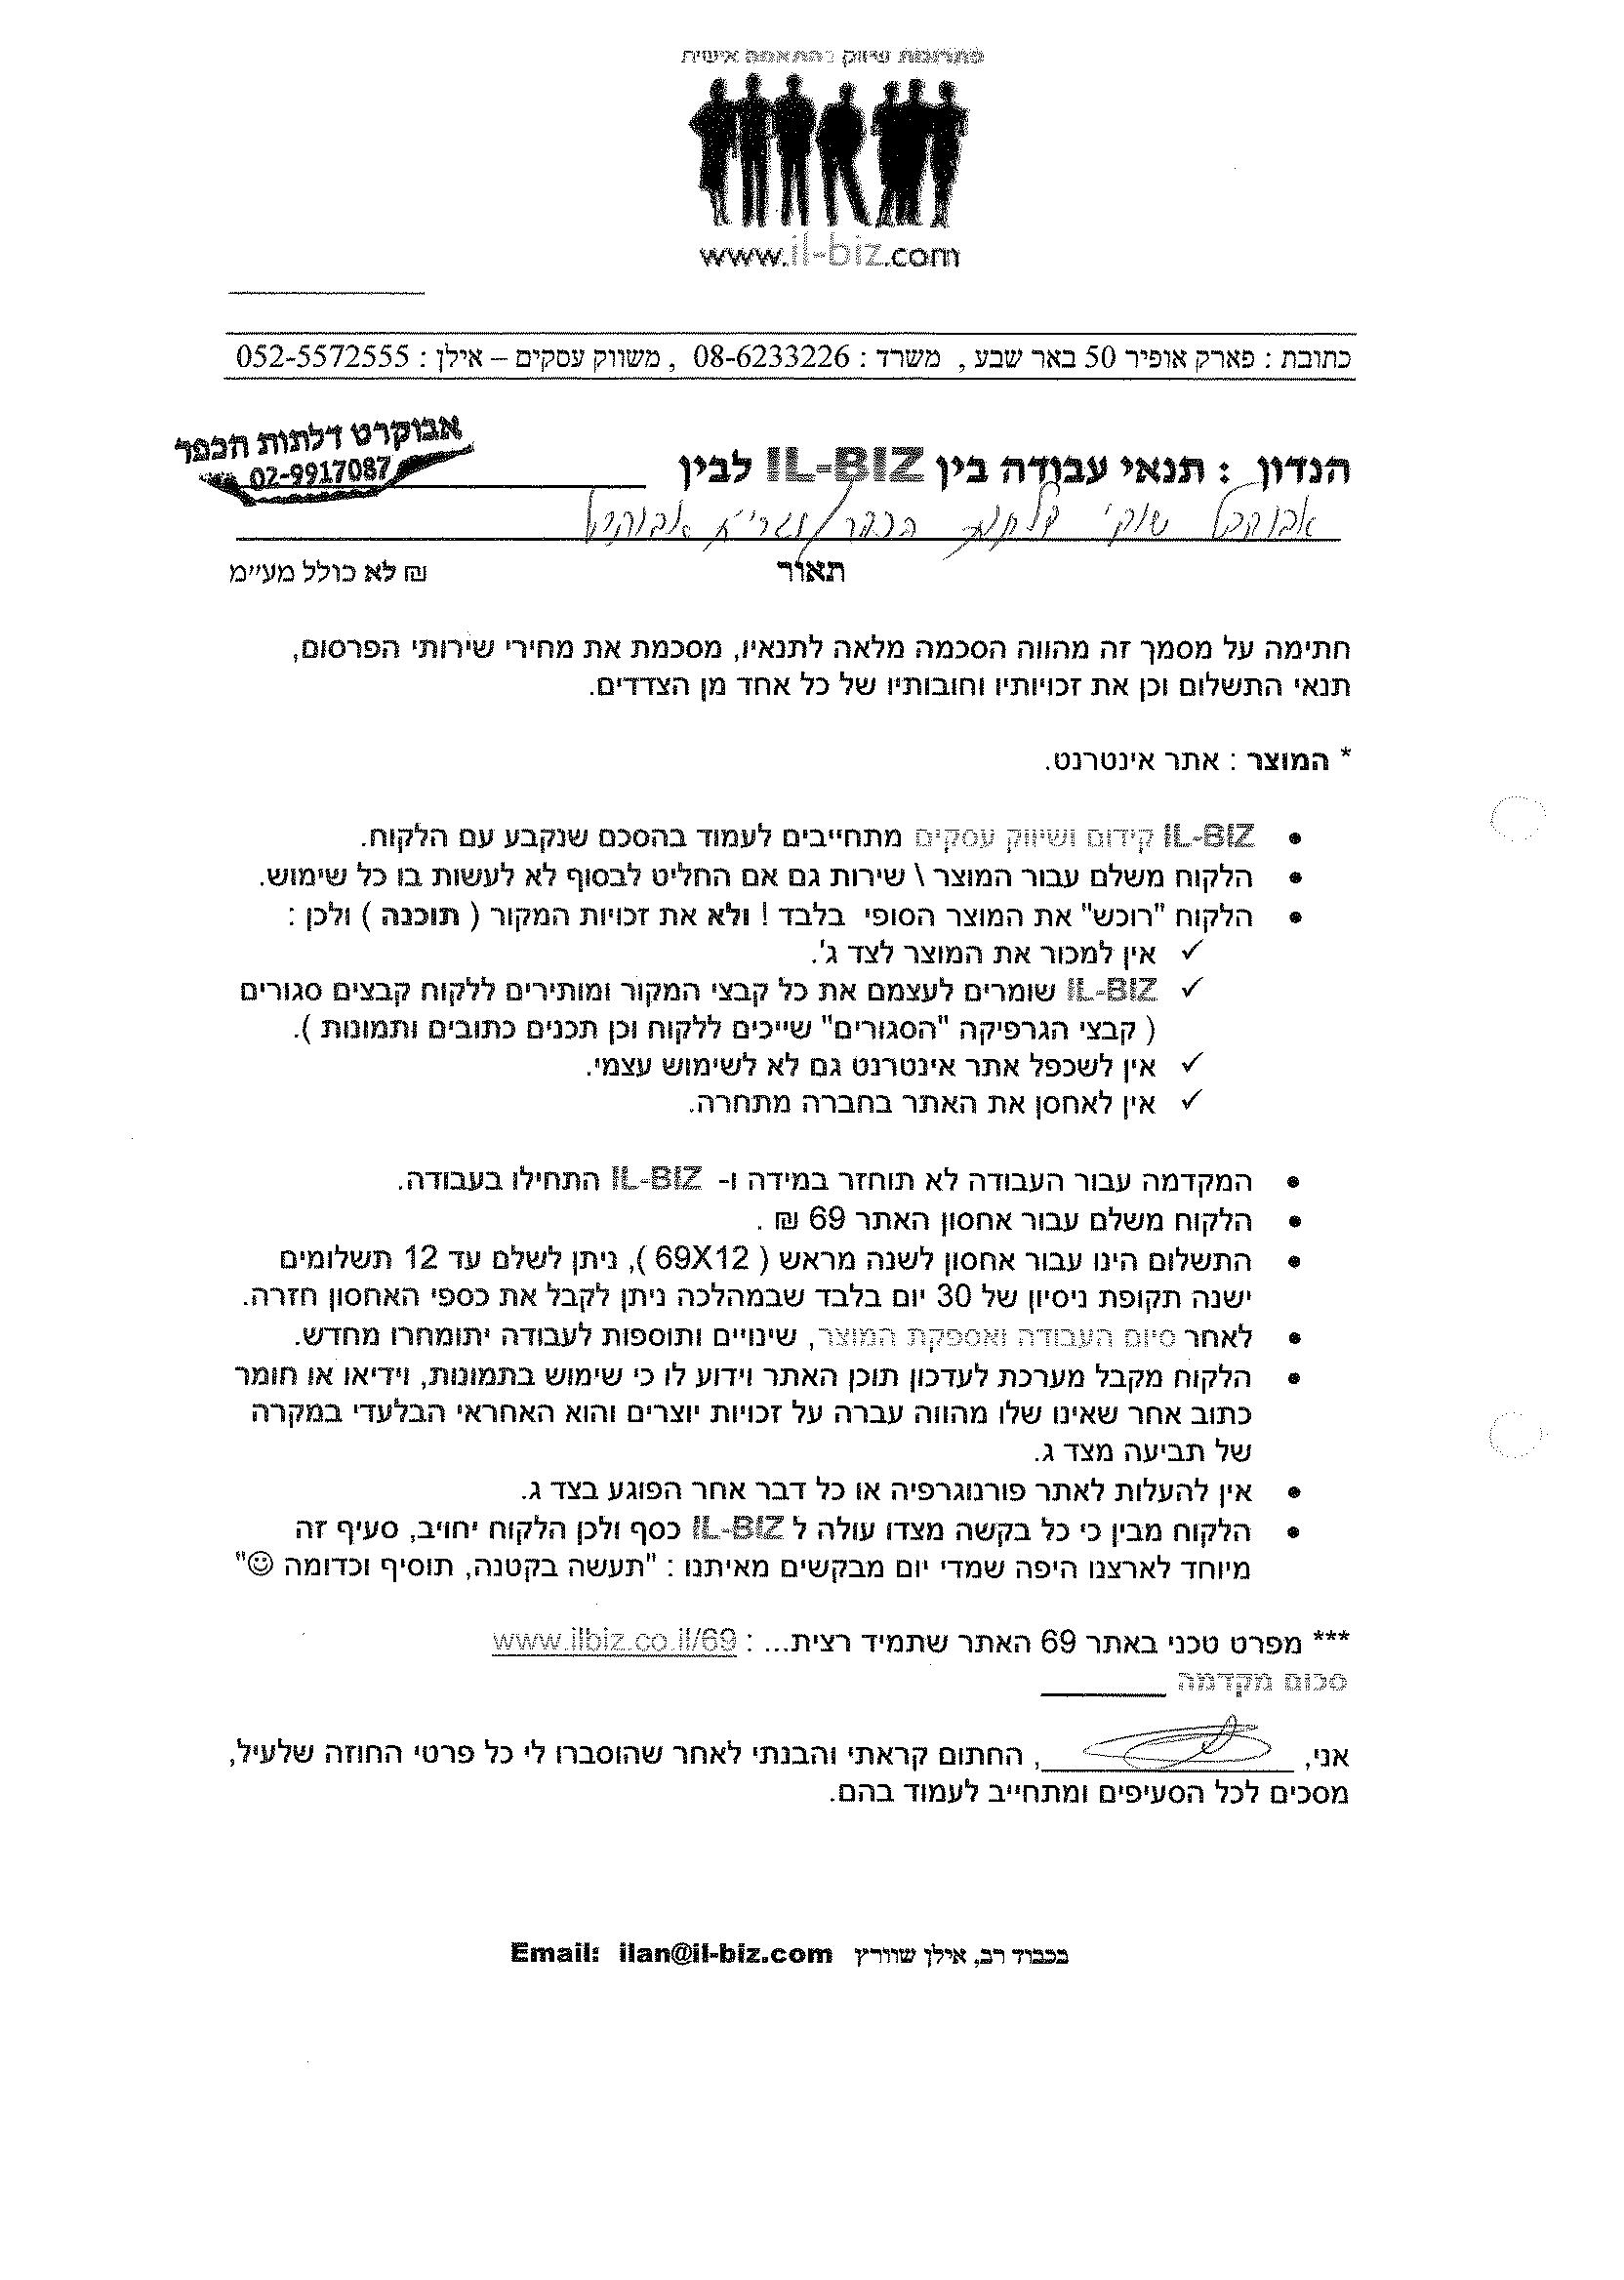 פתרונות שיווק בהתאמה אישית
www.il-biz.com
כתובת : פארק אופיר 50 באר שבע , משרד : 08-6233226 , משווק עסקים – אילן : 052-5572555
אבוקרט דלתות הכפר
02-9917087
הנדון : תנאי עבודה בין IL-BIZ לבין
שוקי דלתות הכפר/
תאור
₪ לא כולל מע״מ
חתימה על מסמך זה מהווה הסכמה מלאה לתנאיו, מסכמת את מחירי שירותי הפרסום,
תנאי התשלום וכן את זכויותיו וחובותיו של כל אחד מן הצדדים.
* המוצר : אתר אינטרנט.
• IL-BIZ קידום ושיווק עסקים מתחייבים לעמוד בהסכם שנקבע עם הלקוח.
• הלקוח משלם עבור המוצר \ שירות גם אם החליט לבסוף לא לעשות בו כל שימוש.
• הלקוח "רוכש" את המוצר הסופי בלבד ! ולא את זכויות המקור ( תוכנה ) ולכן :
✓ אין למכור את המוצר לצד ג'.
✓ IL-BIZ שומרים לעצמם את כל קבצי המקור ומותירים ללקוח קבצים סגורים
( קבצי הגרפיקה "הסגורים" שייכים ללקוח וכן תכנים כתובים ותמונות ).
✓ אין לשכפל אתר אינטרנט גם לא לשימוש עצמי.
✓ אין לאחסן את האתר בחברה מתחרה.
• המקדמה עבור העבודה לא תוחזר במידה ו- IL-BIZ התחילו בעבודה.
• הלקוח משלם עבור אחסון האתר 69 ₪ .
• התשלום הינו עבור אחסון לשנה מראש ( 69X12 ), ניתן לשלם עד 12 תשלומים
ישנה תקופת ניסיון של 30 יום בלבד שבמהלכה ניתן לקבל את כספי האחסון חזרה.
• לאחר סיום העבודה ואספקת המוצר, שינויים ותוספות לעבודה יתומחרו מחדש.
• הלקוח מקבל מערכת לעדכון תוכן האתר וידוע לו כי שימוש בתמונות, וידיאו או חומר
כתוב אחר שאינו שלו מהווה עברה על זכויות יוצרים והוא האחראי הבלעדי במקרה
של תביעה מצד ג.
• אין להעלות לאתר פורנוגרפיה או כל דבר אחר הפוגע בצד ג.
• הלקוח מבין כי כל בקשה מצדו עולה ל IL-BIZ כסף ולכן הלקוח יחויב, סעיף זה
מיוחד לארצנו היפה שמדי יום מבקשים מאיתנו : "תעשה בקטנה, תוסיף וכדומה ☺"
*** מפרט טכני באתר 69 האתר שתמיד רצית... : www.ilbiz.co.il/69
סכום מקדמה
אני, , החתום קראתי והבנתי לאחר שהוסברו לי כל פרטי החוזה שלעיל,
מסכים לכל הסעיפים ומתחייב לעמוד בהם.
בכבוד רב, אילן שוורץ Email: ilan@il-biz.com